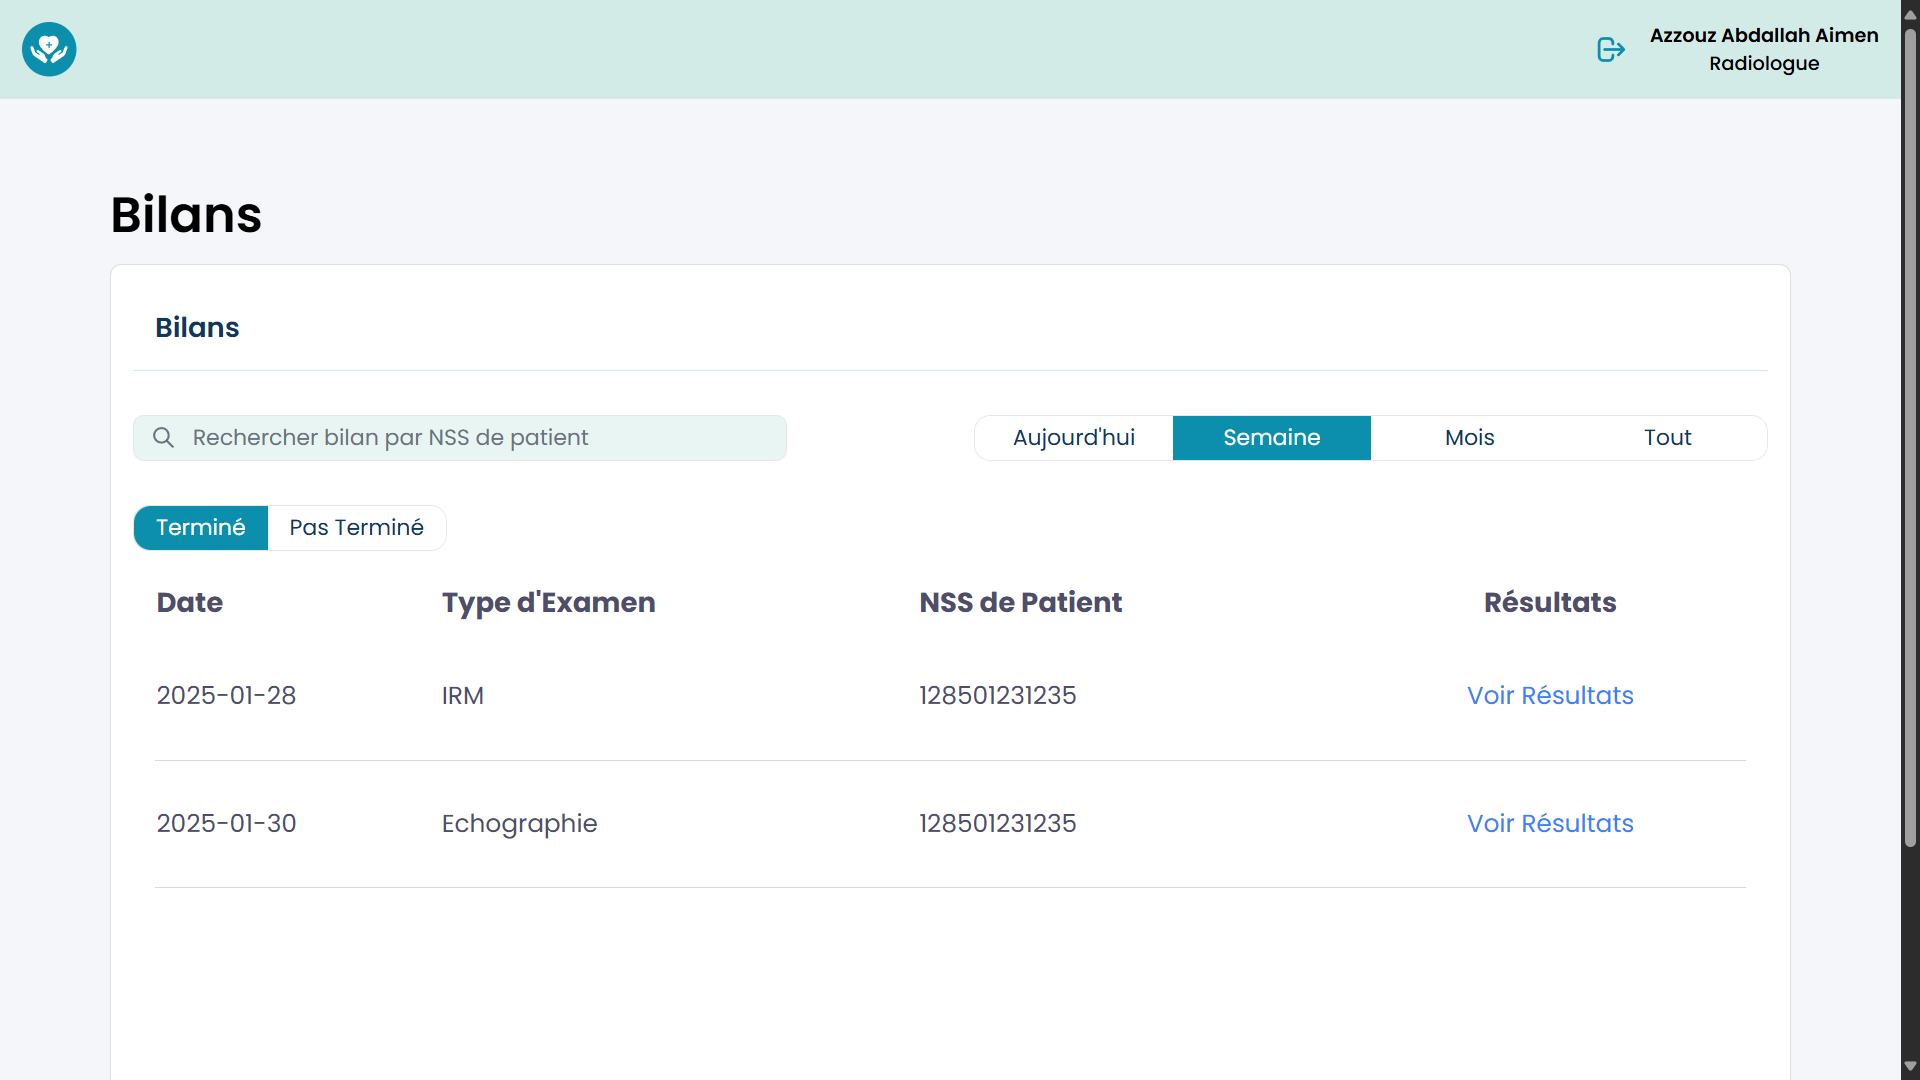 Azzouz Abdallah Aimen
Radiologue
Bilans
Bilans
Rechercher bilan par NSS de patient
Aujourd'hui Semaine Mois Tout
Terminé Pas Terminé
Date Type d'Examen NSS de Patient Résultats
2025-01-28 IRM 128501231235 Voir Résultats
2025-01-30 Echographie 128501231235 Voir Résultats